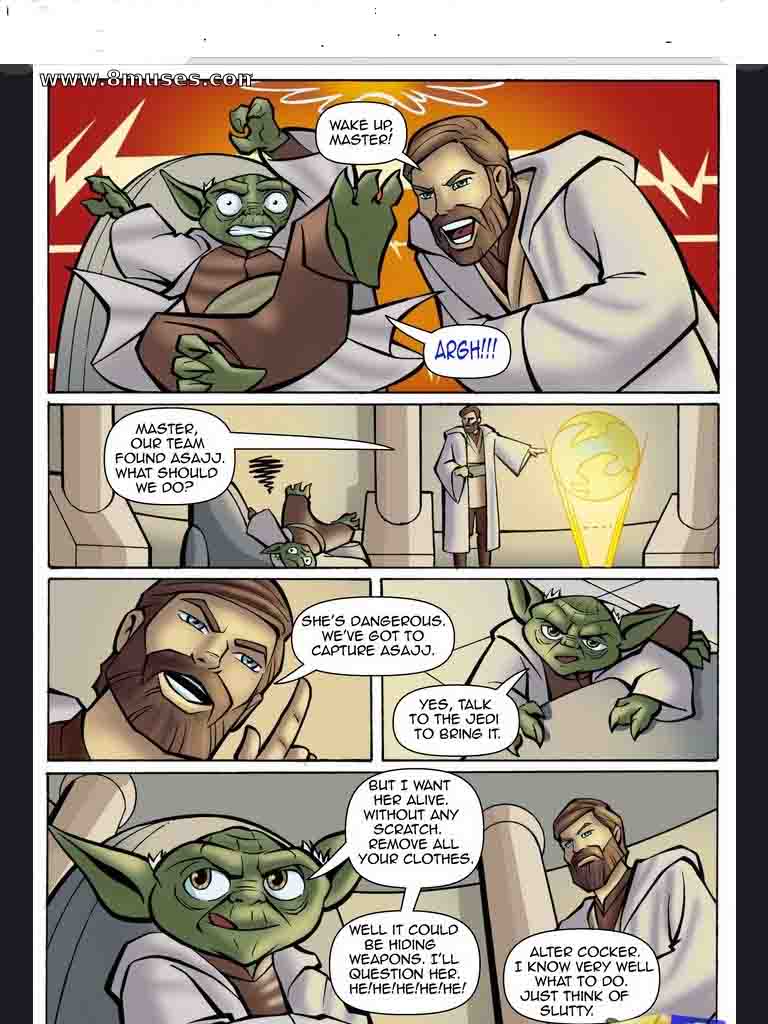 www.8muses.com
WAKE UP,
MASTER!
ARGH!!!
MASTER,
OUR TEAM
FOUND ASAJJ.
WHAT SHOULD
WE DO?
SHE'S DANGEROUS.
WE'VE GOT TO
CAPTURE ASAJJ.
YES, TALK
TO THE JEDI
TO BRING IT.
BUT I WANT
HER ALIVE.
WITHOUT ANY
SCRATCH.
REMOVE ALL
YOUR CLOTHES.
WELL IT COULD
BE HIDING
WEAPONS. I'LL
QUESTION HER.
HE!HE!HE!HE!HE!
ALTER COCKER.
I KNOW VERY WELL
WHAT TO DO.
JUST THINK OF
SLUTTY.